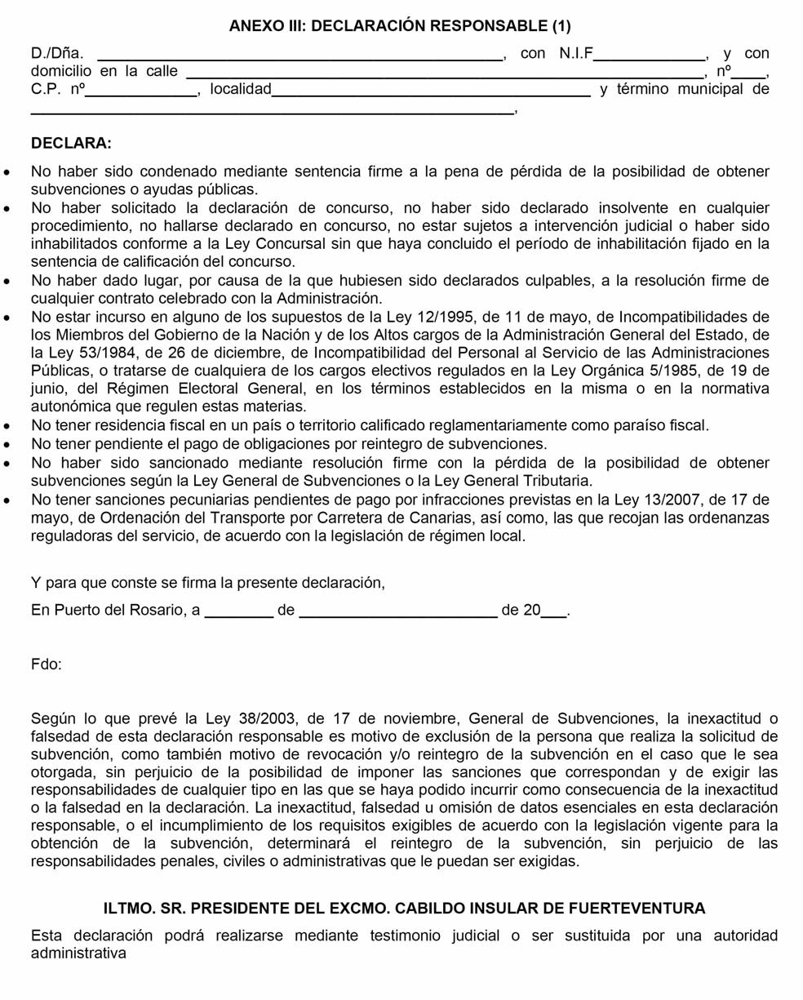 ANEXO III: DECLARACIÓN RESPONSABLE (1)
D./Dña. _______________________________________________, con N.I.F_____________, y con
domicilio en la calle ____________________________________________________________, nº____,
C.P. nº_____________, localidad_____________________________________ y término municipal de
________________________________________________________,
DECLARA:
• No haber sido condenado mediante sentencia firme a la pena de pérdida de la posibilidad de obtener
subvenciones o ayudas públicas.
• No haber solicitado la declaración de concurso, no haber sido declarado insolvente en cualquier
procedimiento, no hallarse declarado en concurso, no estar sujetos a intervención judicial o haber sido
inhabilitados conforme a la Ley Concursal sin que haya concluido el período de inhabilitación fijado en la
sentencia de calificación del concurso.
• No haber dado lugar, por causa de la que hubiesen sido declarados culpables, a la resolución firme de
cualquier contrato celebrado con la Administración.
• No estar incurso en alguno de los supuestos de la Ley 12/1995, de 11 de mayo, de Incompatibilidades de
los Miembros del Gobierno de la Nación y de los Altos cargos de la Administración General del Estado, de
la Ley 53/1984, de 26 de diciembre, de Incompatibilidad del Personal al Servicio de las Administraciones
Públicas, o tratarse de cualquiera de los cargos electivos regulados en la Ley Orgánica 5/1985, de 19 de
junio, del Régimen Electoral General, en los términos establecidos en la misma o en la normativa
autonómica que regulen estas materias.
• No tener residencia fiscal en un país o territorio calificado reglamentariamente como paraíso fiscal.
• No tener pendiente el pago de obligaciones por reintegro de subvenciones.
• No haber sido sancionado mediante resolución firme con la pérdida de la posibilidad de obtener
subvenciones según la Ley General de Subvenciones o la Ley General Tributaria.
• No tener sanciones pecuniarias pendientes de pago por infracciones previstas en la Ley 13/2007, de 17 de
mayo, de Ordenación del Transporte por Carretera de Canarias, así como, las que recojan las ordenanzas
reguladoras del servicio, de acuerdo con la legislación de régimen local.
Y para que conste se firma la presente declaración,
En Puerto del Rosario, a ________ de _______________________ de 20___.
Fdo:
Según lo que prevé la Ley 38/2003, de 17 de noviembre, General de Subvenciones, la inexactitud o
falsedad de esta declaración responsable es motivo de exclusión de la persona que realiza la solicitud de
subvención, como también motivo de revocación y/o reintegro de la subvención en el caso que le sea
otorgada, sin perjuicio de la posibilidad de imponer las sanciones que correspondan y de exigir las
responsabilidades de cualquier tipo en las que se haya podido incurrir como consecuencia de la inexactitud
o la falsedad en la declaración. La inexactitud, falsedad u omisión de datos esenciales en esta declaración
responsable, o el incumplimiento de los requisitos exigibles de acuerdo con la legislación vigente para la
obtención de la subvención, determinará el reintegro de la subvención, sin perjuicio de las
responsabilidades penales, civiles o administrativas que le puedan ser exigidas.
ILTMO. SR. PRESIDENTE DEL EXCMO. CABILDO INSULAR DE FUERTEVENTURA
Esta declaración podrá realizarse mediante testimonio judicial o ser sustituida por una autoridad
administrativa